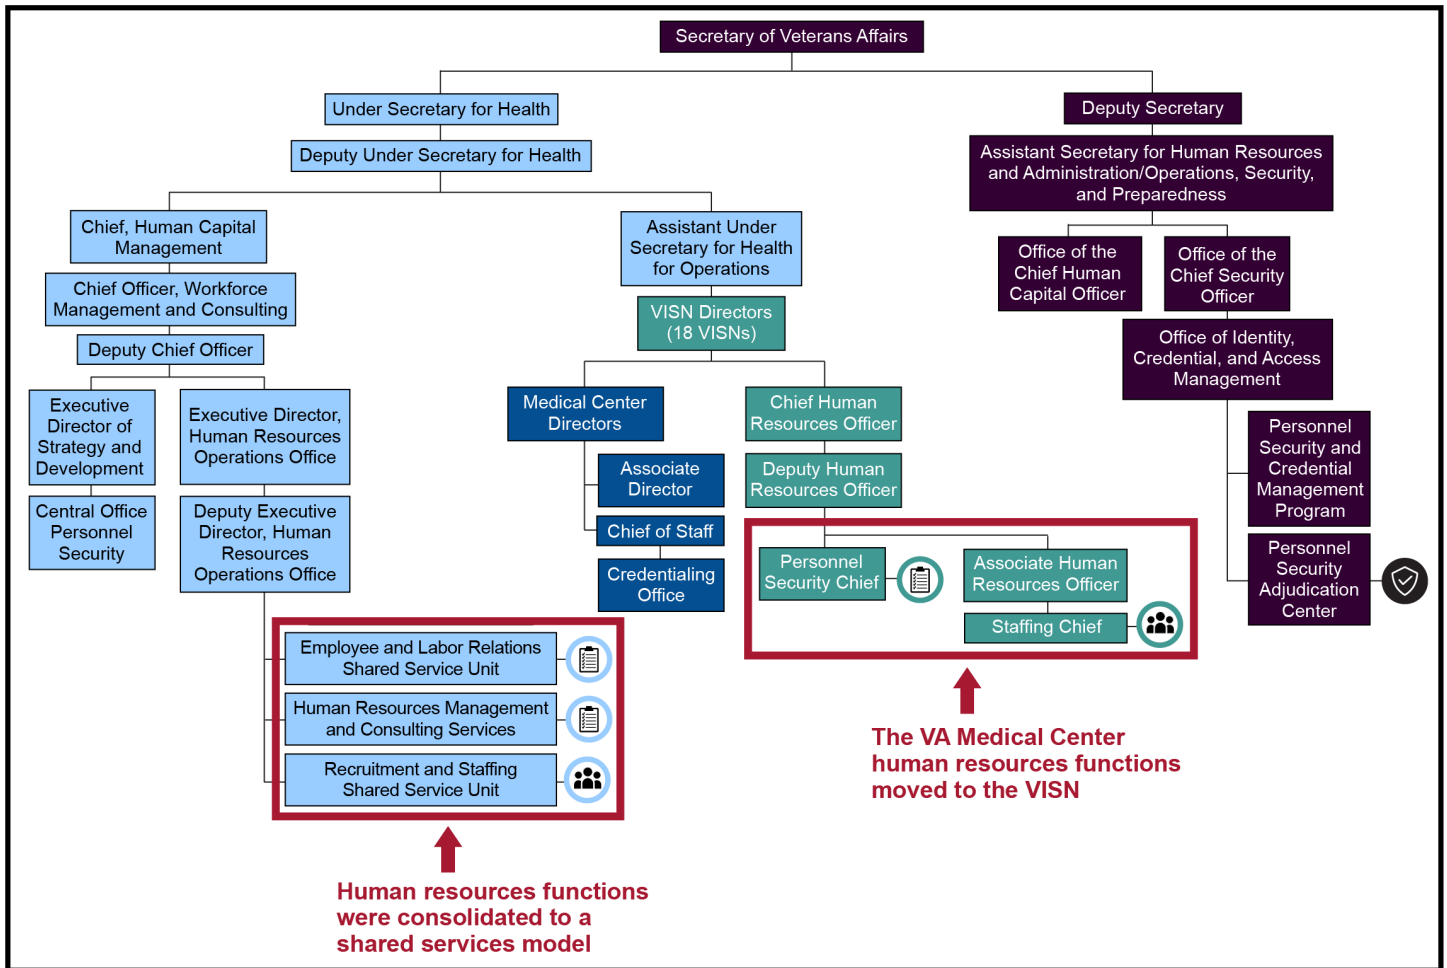 Secretary of Veterans Affairs
Under Secretary for Health
Deputy Under Secretary for Health
Chief, Human Capital
Management
Chief Officer, Workforce
Management and Consulting
Deputy Chief Officer
Executive
Director of
Strategy and
Development
Central Office
Personnel
Security
Executive Director,
Human Resources
Operations Office
Deputy Executive
Director, Human
Resources
Operations Office
Employee and Labor Relations
Shared Service Unit
Human Resources Management
and Consulting Services
Recruitment and Staffing
Shared Service Unit
Human resources functions
were consolidated to a
shared services model
Assistant Under
Secretary for Health
for Operations
VISN Directors
(18 VISNs)
Medical Center
Directors
Associate
Director
Chief of Staff
Credentialing
Office
Chief Human
Resources Officer
Deputy Human
Resources Officer
Personnel
Security Chief
Associate Human
Resources Officer
Staffing Chief
The VA Medical Center
human resources functions
moved to the VISN
Deputy Secretary
Assistant Secretary for Human Resources
and Administration/Operations, Security,
and Preparedness
Office of the
Chief Human
Capital Officer
Office of the
Chief Security
Officer
Office of Identity,
Credential, and Access
Management
Personnel
Security and
Credential
Management
Program
Personnel
Security
Adjudication
Center